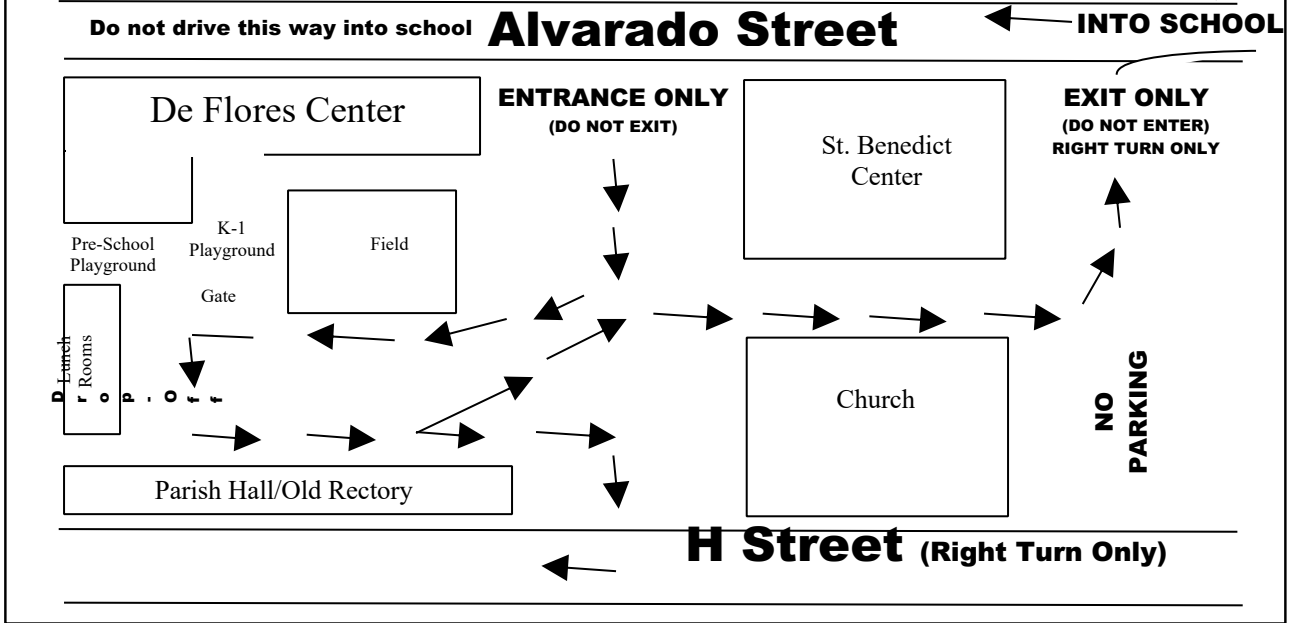 Do not drive this way into school
Alvarado Street
INTO SCHOOL
De Flores Center
ENTRANCE ONLY
(DO NOT EXIT)
St. Benedict
Center
EXIT ONLY
(DO NOT ENTER)
RIGHT TURN ONLY
Pre-School
Playground
K-1
Playground
Field
Gate
Lunch
Rooms
Drop-Off
Church
NO
PARKING
Parish Hall/Old Rectory
H Street (Right Turn Only)